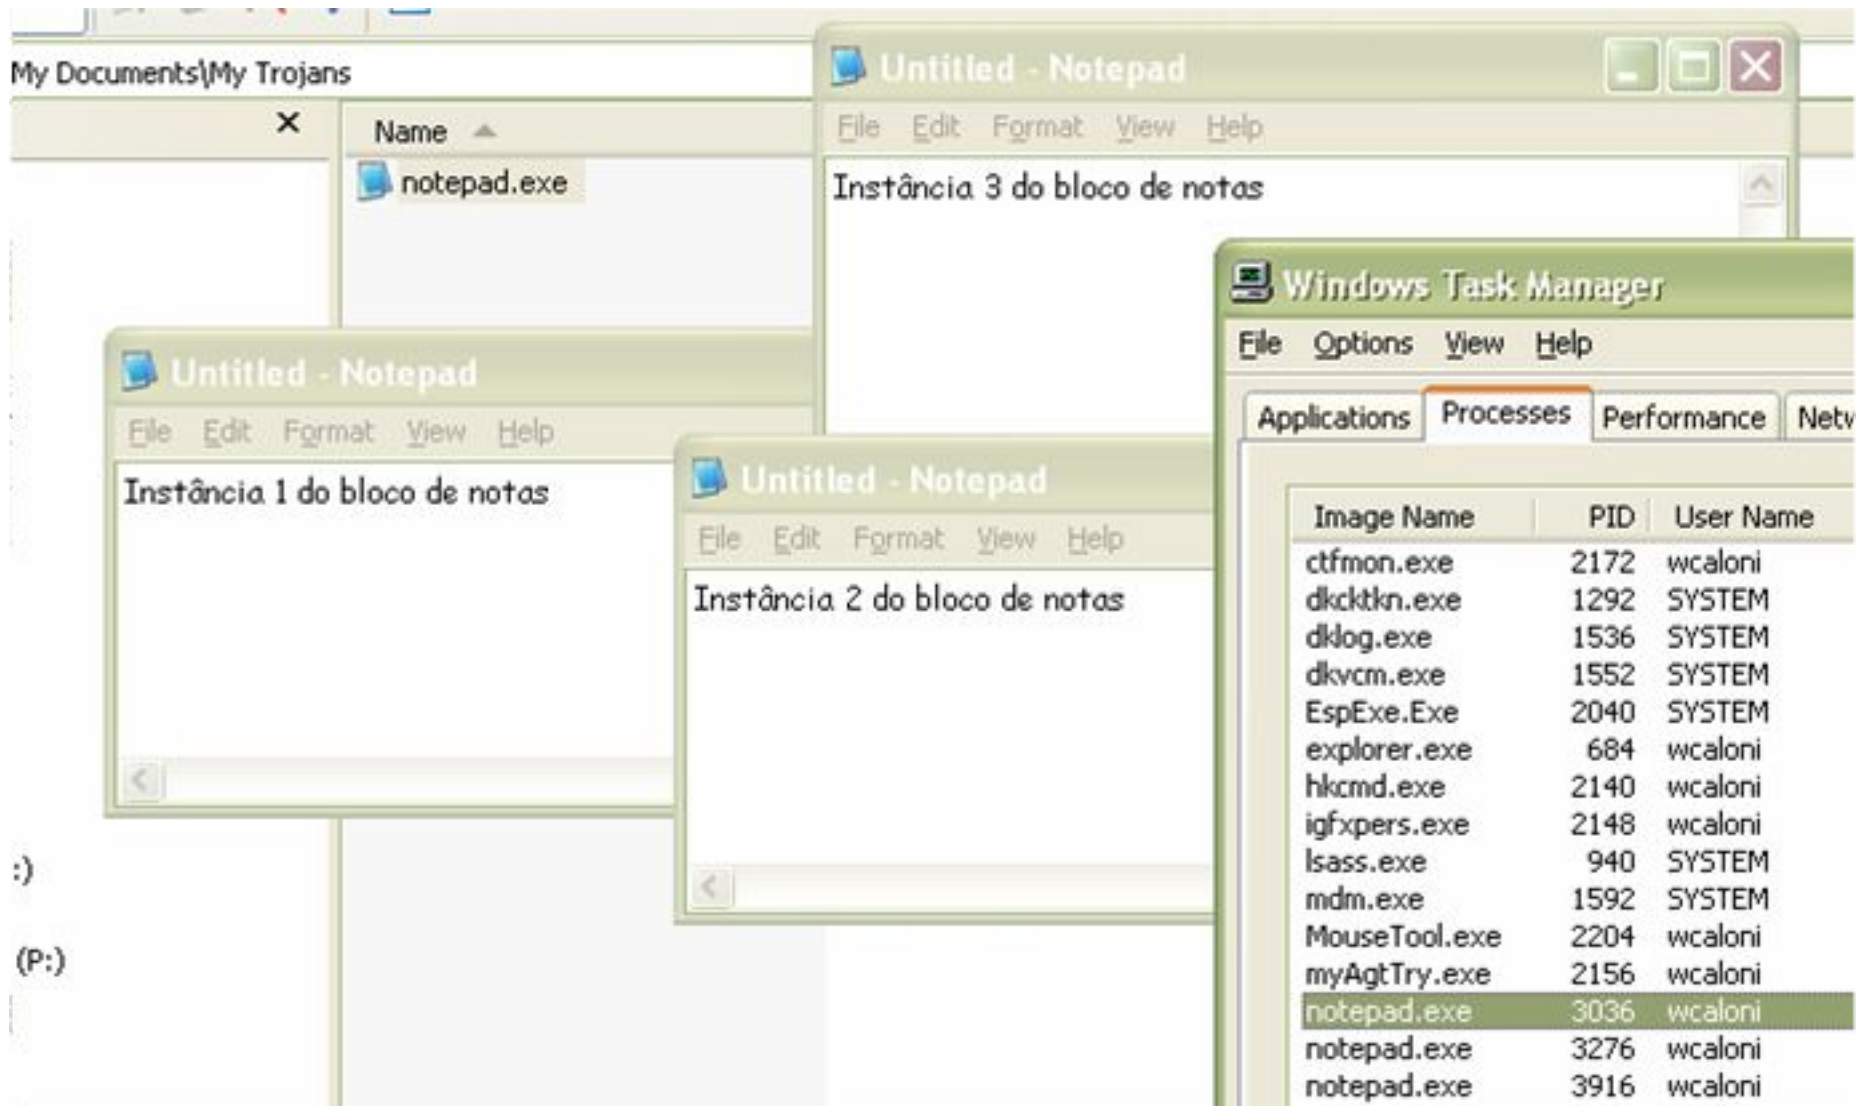 My Documents\My Trojans
Name
notepad.exe
Untitled - Notepad
File Edit Format View Help
Instância 3 do bloco de notas
Untitled - Notepad
File Edit Format View Help
Instância 1 do bloco de notas
Untitled - Notepad
File Edit Format View Help
Instância 2 do bloco de notas
:)
(P:)
Windows Task Manager
File Options View Help
Applications Processes Performance Netw
Image Name PID User Name
ctfmon.exe 2172 wcaloni
dkcktkn.exe 1292 SYSTEM
dklog.exe 1536 SYSTEM
dkvcm.exe 1552 SYSTEM
EspExe.Exe 2040 SYSTEM
explorer.exe 684 wcaloni
hkcmd.exe 2140 wcaloni
igfxpers.exe 2148 wcaloni
lsass.exe 940 SYSTEM
mdm.exe 1592 SYSTEM
MouseTool.exe 2204 wcaloni
myAgtTry.exe 2156 wcaloni
notepad.exe 3036 wcaloni
notepad.exe 3276 wcaloni
notepad.exe 3916 wcaloni